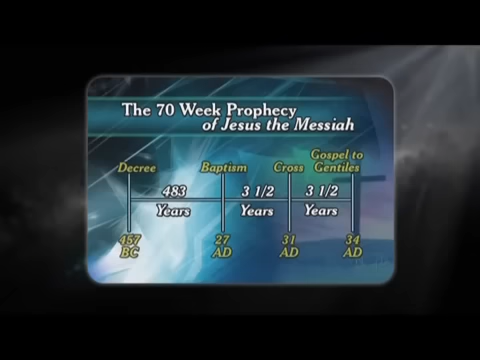 The 70 Week Prophecy
of Jesus the Messiah
Decree
Baptism
Cross
Gospel to
Gentiles
483
Years
3 1/2
Years
3 1/2
Years
457
BC
27
AD
31
AD
34
AD